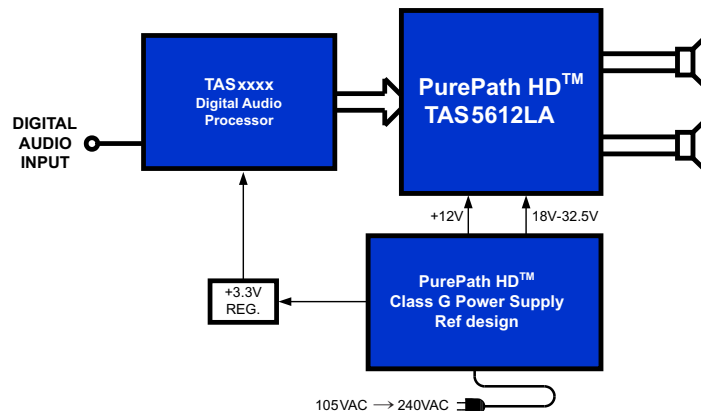 TASxxxx
Digital Audio
Processor
PurePath HD™
TAS5612LA
DIGITAL
AUDIO
INPUT
+12V
18V-32.5V
+3.3V
REG.
PurePath HD™
Class G Power Supply
Ref design
105VAC → 240VAC